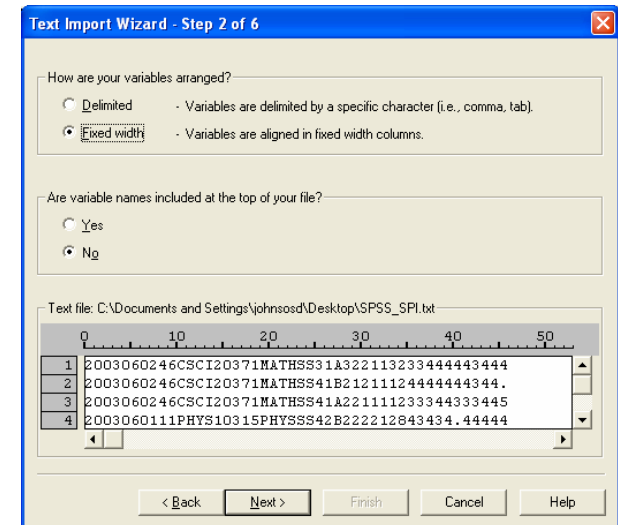 Text Import Wizard - Step 2 of 6
How are your variables arranged?
Delimited - Variables are delimited by a specific character (i.e., comma, tab).
Fixed width - Variables are aligned in fixed width columns.
Are variable names included at the top of your file?
Yes
No
Text file: C:\Documents and Settings\johnsosd\Desktop\SPSS_SPI.txt
0 10 20 30 40 50
1 2003060246CSCI20371MATHSS31A322113233444443444
2 2003060246CSCI20371MATHSS41B21211124444444344.
3 2003060246CSCI20371MATHSS41A221111233344333445
4 2003060111PHYS10315PHYSSS42B222212843434.44444
< Back Next > Finish Cancel Help